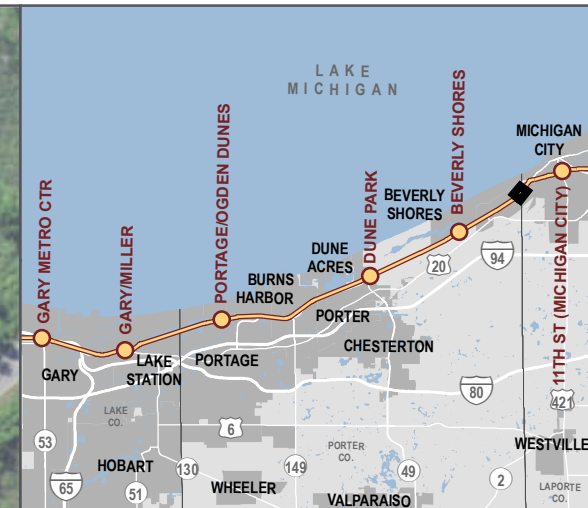 LAKE
MICHIGAN
MICHIGAN
CITY
BEVERLY SHORES
PORTAGE/OGDEN DUNES
DUNE PARK
BEVERLY
SHORES
GARY METRO CTR
GARY/MILLER
DUNE
ACRES
BURNS
HARBOR
20
94
11TH ST (MICHIGAN CITY)
PORTER
CHESTERTON
LAKE
STATION
PORTAGE
GARY
80
421
LAKE
CO.
6
53
PORTER
CO.
WESTVILLE
HOBART
130
149
49
2
65
51
WHEELER
VALPARAISO
LAPORTE
CO.